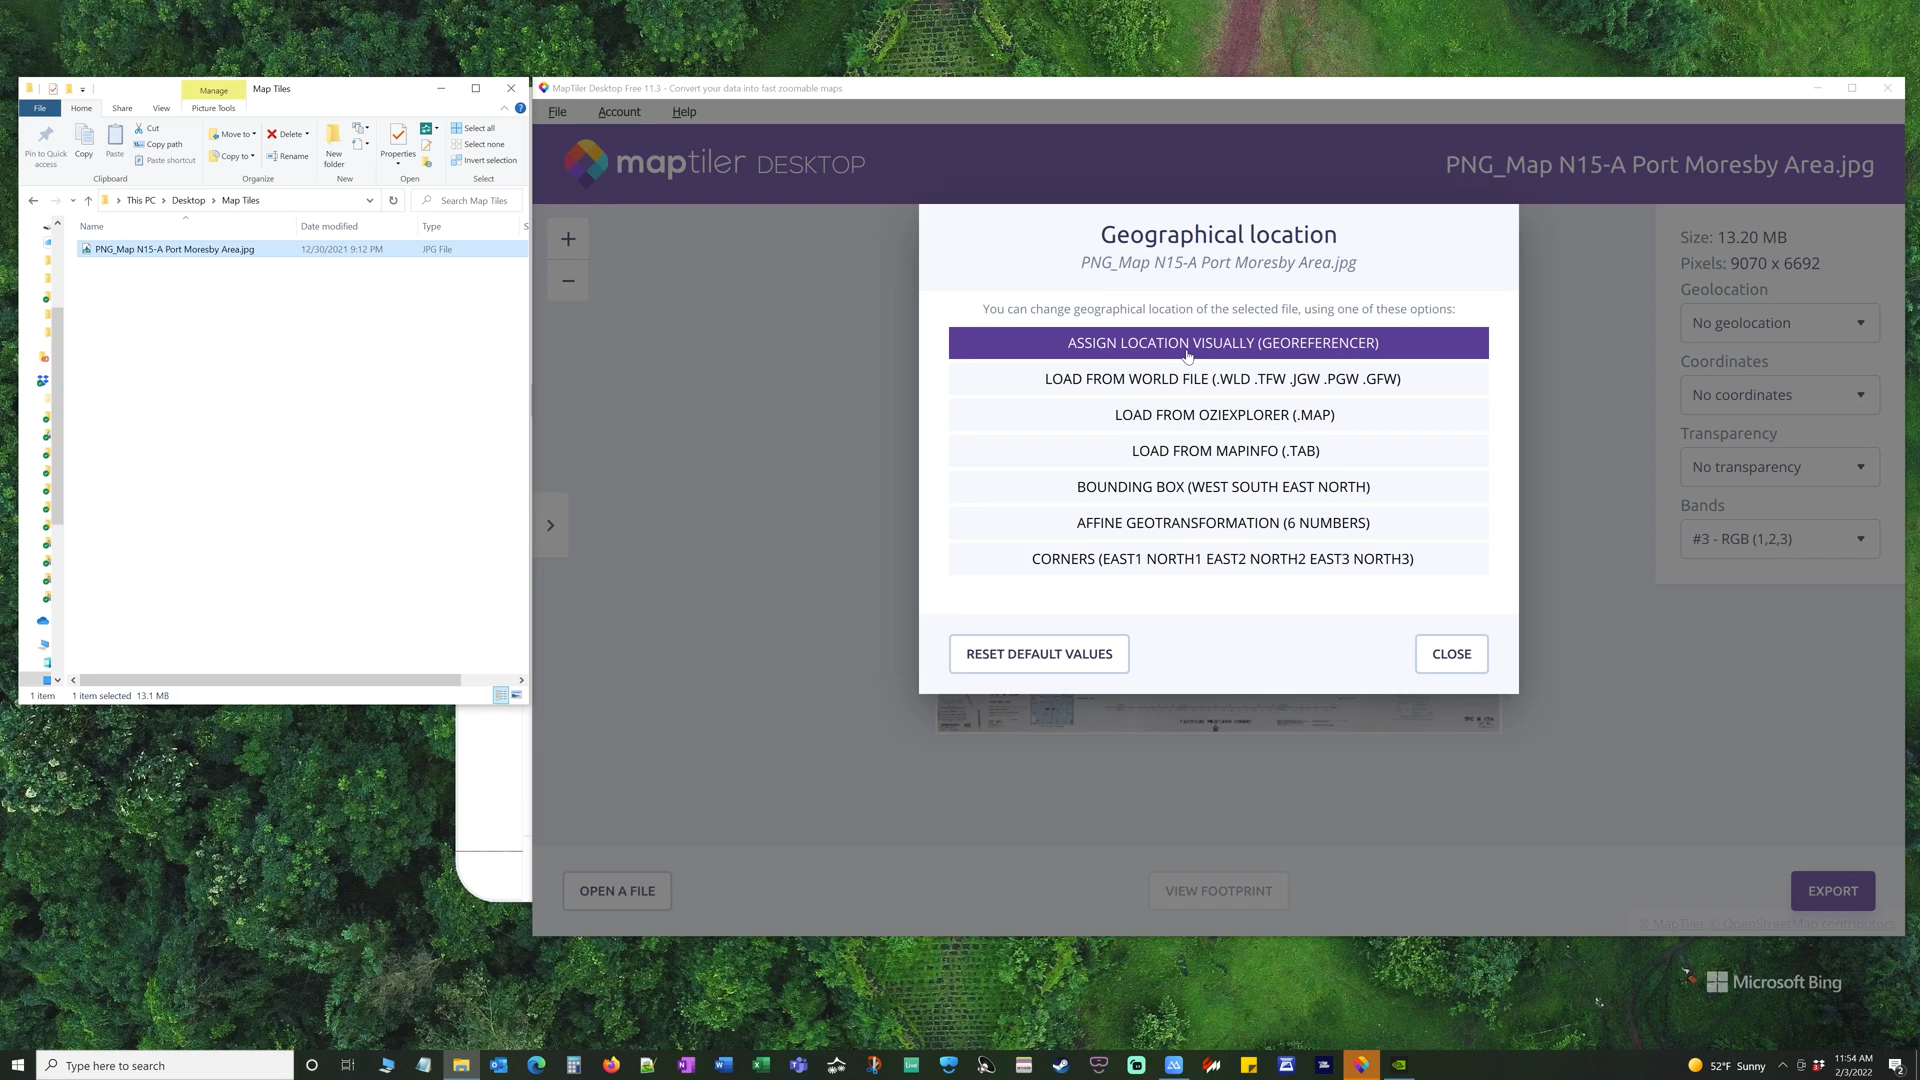 Manage
Map Tiles
File
Home
Share
View
Picture Tools
Pin to Quick
access
Copy
Paste
Cut
Copy path
Paste shortcut
Clipboard
Move to
Copy to
Delete
Rename
Organize
New
folder
New
Properties
Open
Select all
Select none
Invert selection
Select
This PC
Desktop
Map Tiles
Search Map Tiles
Name
Date modified
Type
S
PNG_Map N15-A Port Moresby Area.jpg
12/30/2021 9:12 PM
JPG File
1 item
1 item selected 13.1 MB
MapTiler Desktop Free 11.3 - Convert your data into fast zoomable maps
File
Account
Help
maptiler DESKTOP
PNG_Map N15-A Port Moresby Area.jpg
Geographical location
PNG_Map N15-A Port Moresby Area.jpg
You can change geographical location of the selected file, using one of these options:
ASSIGN LOCATION VISUALLY (GEOREFERENCER)
LOAD FROM WORLD FILE (.WLD .TFW .JGW .PGW .GFW)
LOAD FROM OZIEXPLORER (.MAP)
LOAD FROM MAPINFO (.TAB)
BOUNDING BOX (WEST SOUTH EAST NORTH)
AFFINE GEOTRANSFORMATION (6 NUMBERS)
CORNERS (EAST1 NORTH1 EAST2 NORTH2 EAST3 NORTH3)
RESET DEFAULT VALUES
CLOSE
Size: 13.20 MB
Pixels: 9070 x 6692
Geolocation
No geolocation
Coordinates
No coordinates
Transparency
No transparency
Bands
#3 - RGB (1,2,3)
OPEN A FILE
VIEW FOOTPRINT
EXPORT
© MapTiler © OpenStreetMap contributors
Microsoft Bing
Type here to search
Live
52°F Sunny
11:54 AM
2/3/2022
2